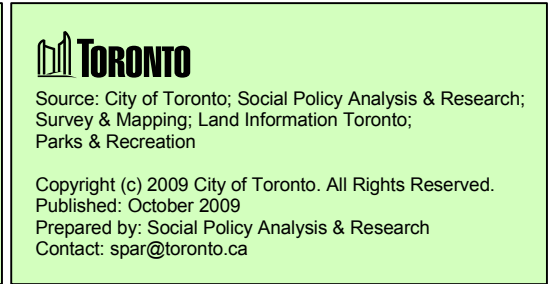 TORONTO
Source: City of Toronto; Social Policy Analysis & Research;
Survey & Mapping; Land Information Toronto;
Parks & Recreation
Copyright (c) 2009 City of Toronto. All Rights Reserved.
Published: October 2009
Prepared by: Social Policy Analysis & Research
Contact: spar@toronto.ca